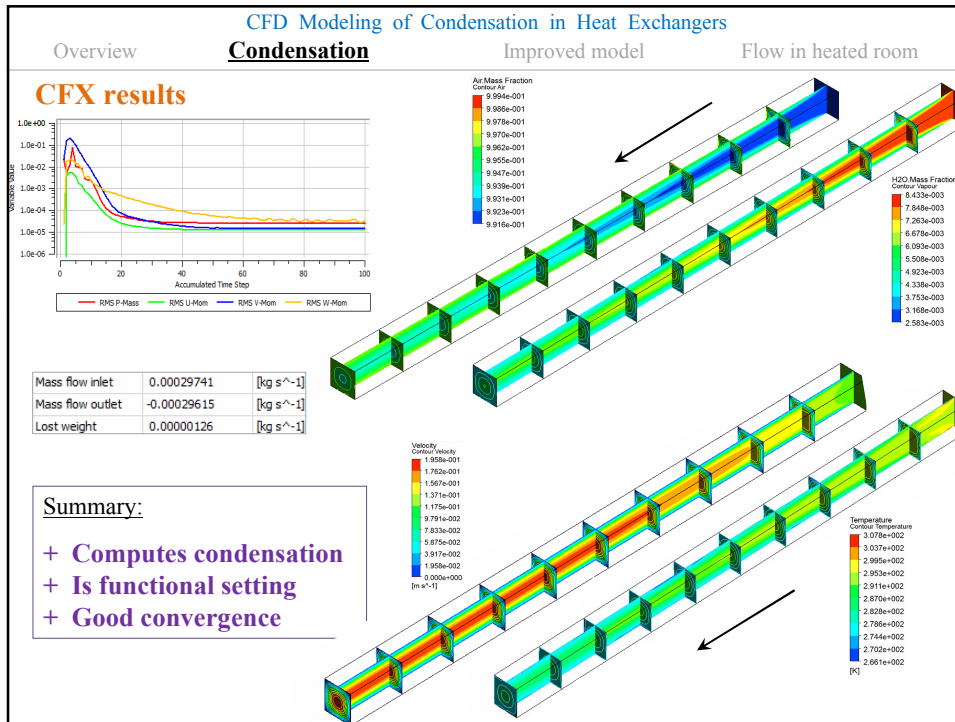 CFD Modeling of Condensation in Heat Exchangers
Overview Condensation Improved model Flow in heated room
CFX results
1.0e+00
1.0e-01
1.0e-02
1.0e-03
1.0e-04
1.0e-05
1.0e-06
Variable Value
0 20 40 60 80 100
Accumulated Time Step
RMS P-Mass RMS U-Mom RMS V-Mom RMS W-Mom
Air.Mass Fraction
Contour Air
9.994e-001
9.986e-001
9.978e-001
9.970e-001
9.962e-001
9.955e-001
9.947e-001
9.939e-001
9.931e-001
9.923e-001
9.916e-001
H2O.Mass Fraction
Contour Vapour
8.433e-003
7.848e-003
7.263e-003
6.678e-003
6.093e-003
5.508e-003
4.923e-003
4.338e-003
3.753e-003
3.168e-003
2.583e-003
Mass flow inlet 0.00029741 [kg s^-1]
Mass flow outlet -0.00029615 [kg s^-1]
Lost weight 0.00000126 [kg s^-1]
Velocity
Contour Velocity
1.958e-001
1.762e-001
1.567e-001
1.371e-001
1.175e-001
9.791e-002
7.833e-002
5.875e-002
3.917e-002
1.958e-002
0.000e+000
[m s^-1]
Temperature
Contour Temperature
3.078e+002
3.037e+002
2.995e+002
2.953e+002
2.911e+002
2.870e+002
2.828e+002
2.786e+002
2.744e+002
2.702e+002
2.661e+002
[K]
Summary:
+ Computes condensation
+ Is functional setting
+ Good convergence